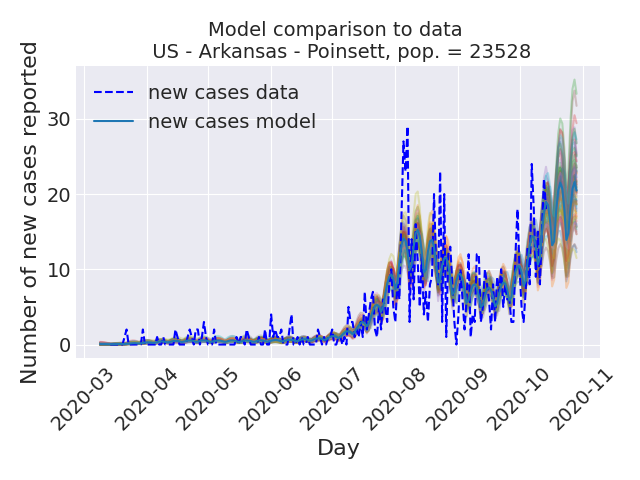 Model comparison to data
US - Arkansas - Poinsett, pop. = 23528
new cases data
new cases model
Number of new cases reported
30
20
10
0
2020-03
2020-04
2020-05
2020-06
2020-07
2020-08
2020-09
2020-10
2020-11
Day